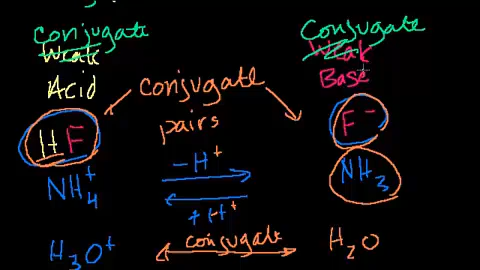 conjugate
Weak
Acid
HF
NH4+
H3O+
conjugate
pairs
-H+
+H+
conjugate
Conjugate
Weak
Base
F-
NH3
H2O